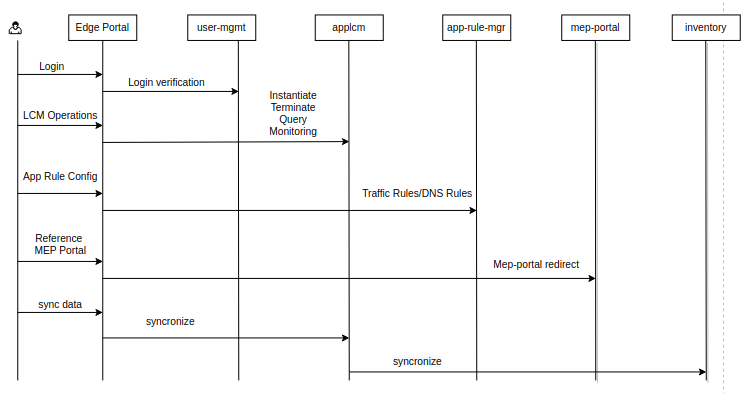 Edge Portal
user-mgmt
applcm
app-rule-mgr
mep-portal
inventory
Login
Login verification
Instantiate
Terminate
Query
Monitoring
LCM Operations
App Rule Config
Traffic Rules/DNS Rules
Reference
MEP Portal
Mep-portal redirect
sync data
syncronize
syncronize